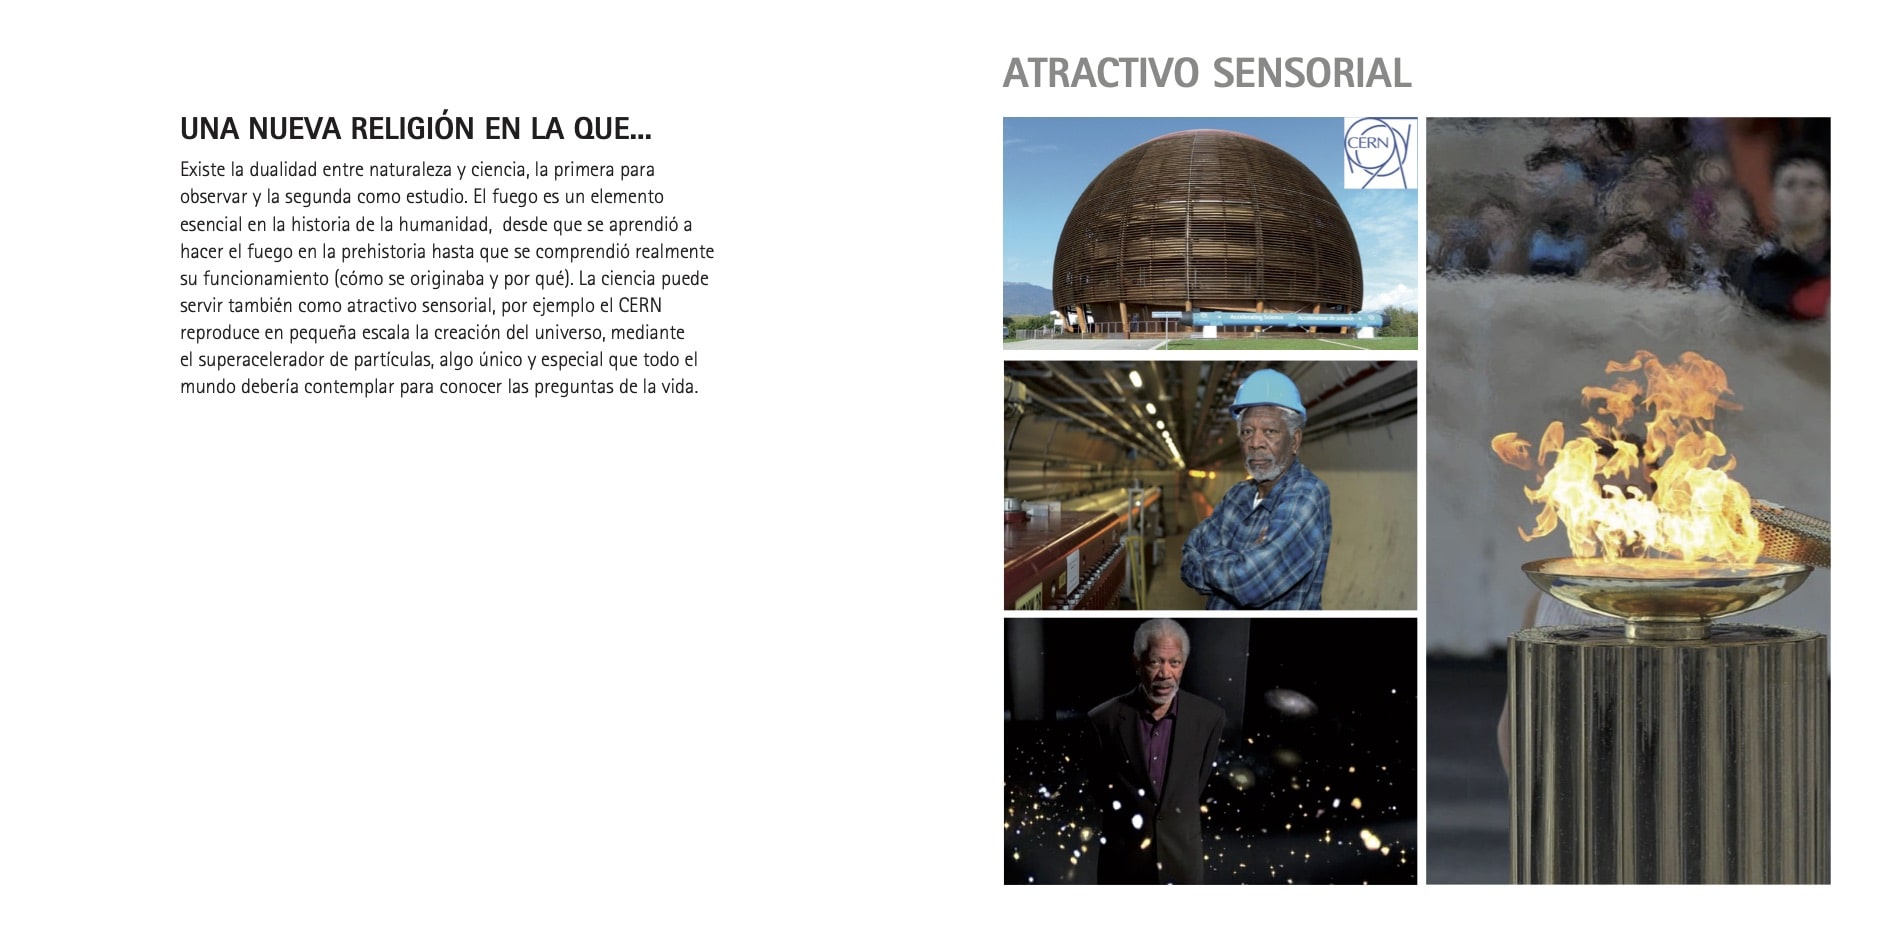 UNA NUEVA RELIGIÓN EN LA QUE...
Existe la dualidad entre naturaleza y ciencia, la primera para
observar y la segunda como estudio. El fuego es un elemento
esencial en la historia de la humanidad,  desde que se aprendió a
hacer el fuego en la prehistoria hasta que se comprendió realmente
su funcionamiento (cómo se originaba y por qué). La ciencia puede
servir también como atractivo sensorial, por ejemplo el CERN
reproduce en pequeña escala la creación del universo, mediante
el superacelerador de partículas, algo único y especial que todo el
mundo debería contemplar para conocer las preguntas de la vida.
ATRACTIVO SENSORIAL
CERN
Accelerating Science